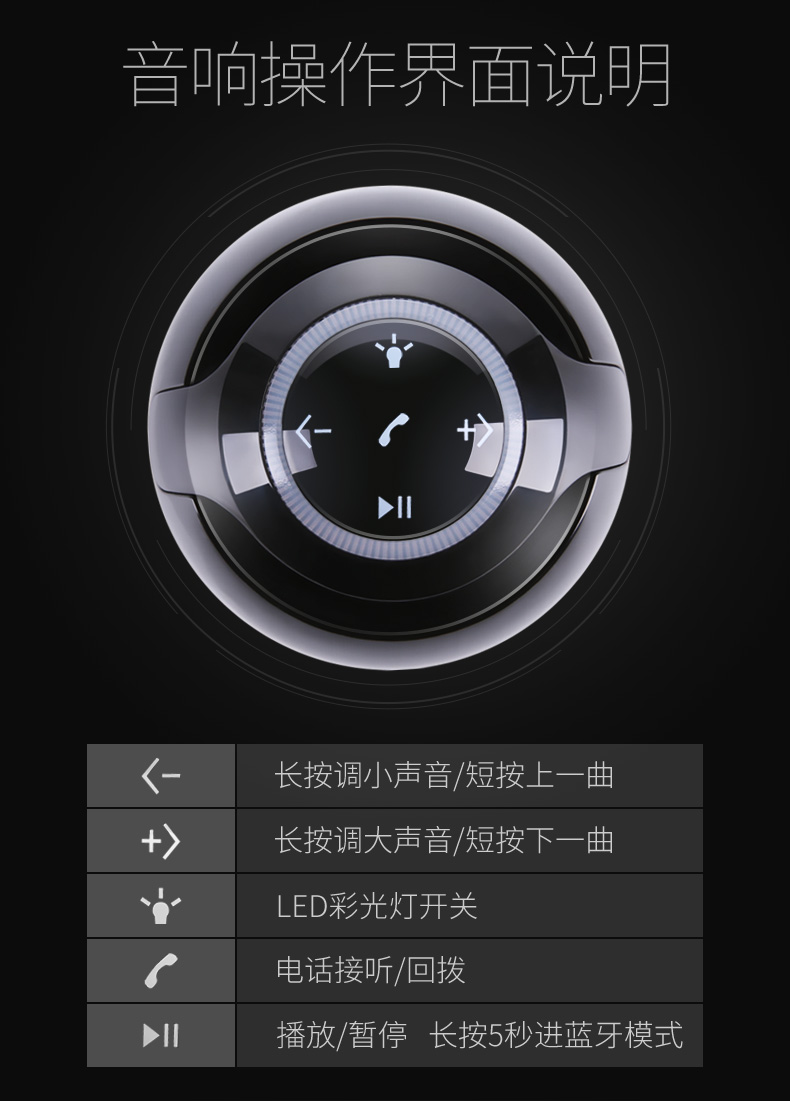 音响操作界面说明
长按调小声音/短按上一曲
长按调大声音/短按下一曲
LED彩光灯开关
电话接听/回拨
播放/暂停 长按5秒进蓝牙模式